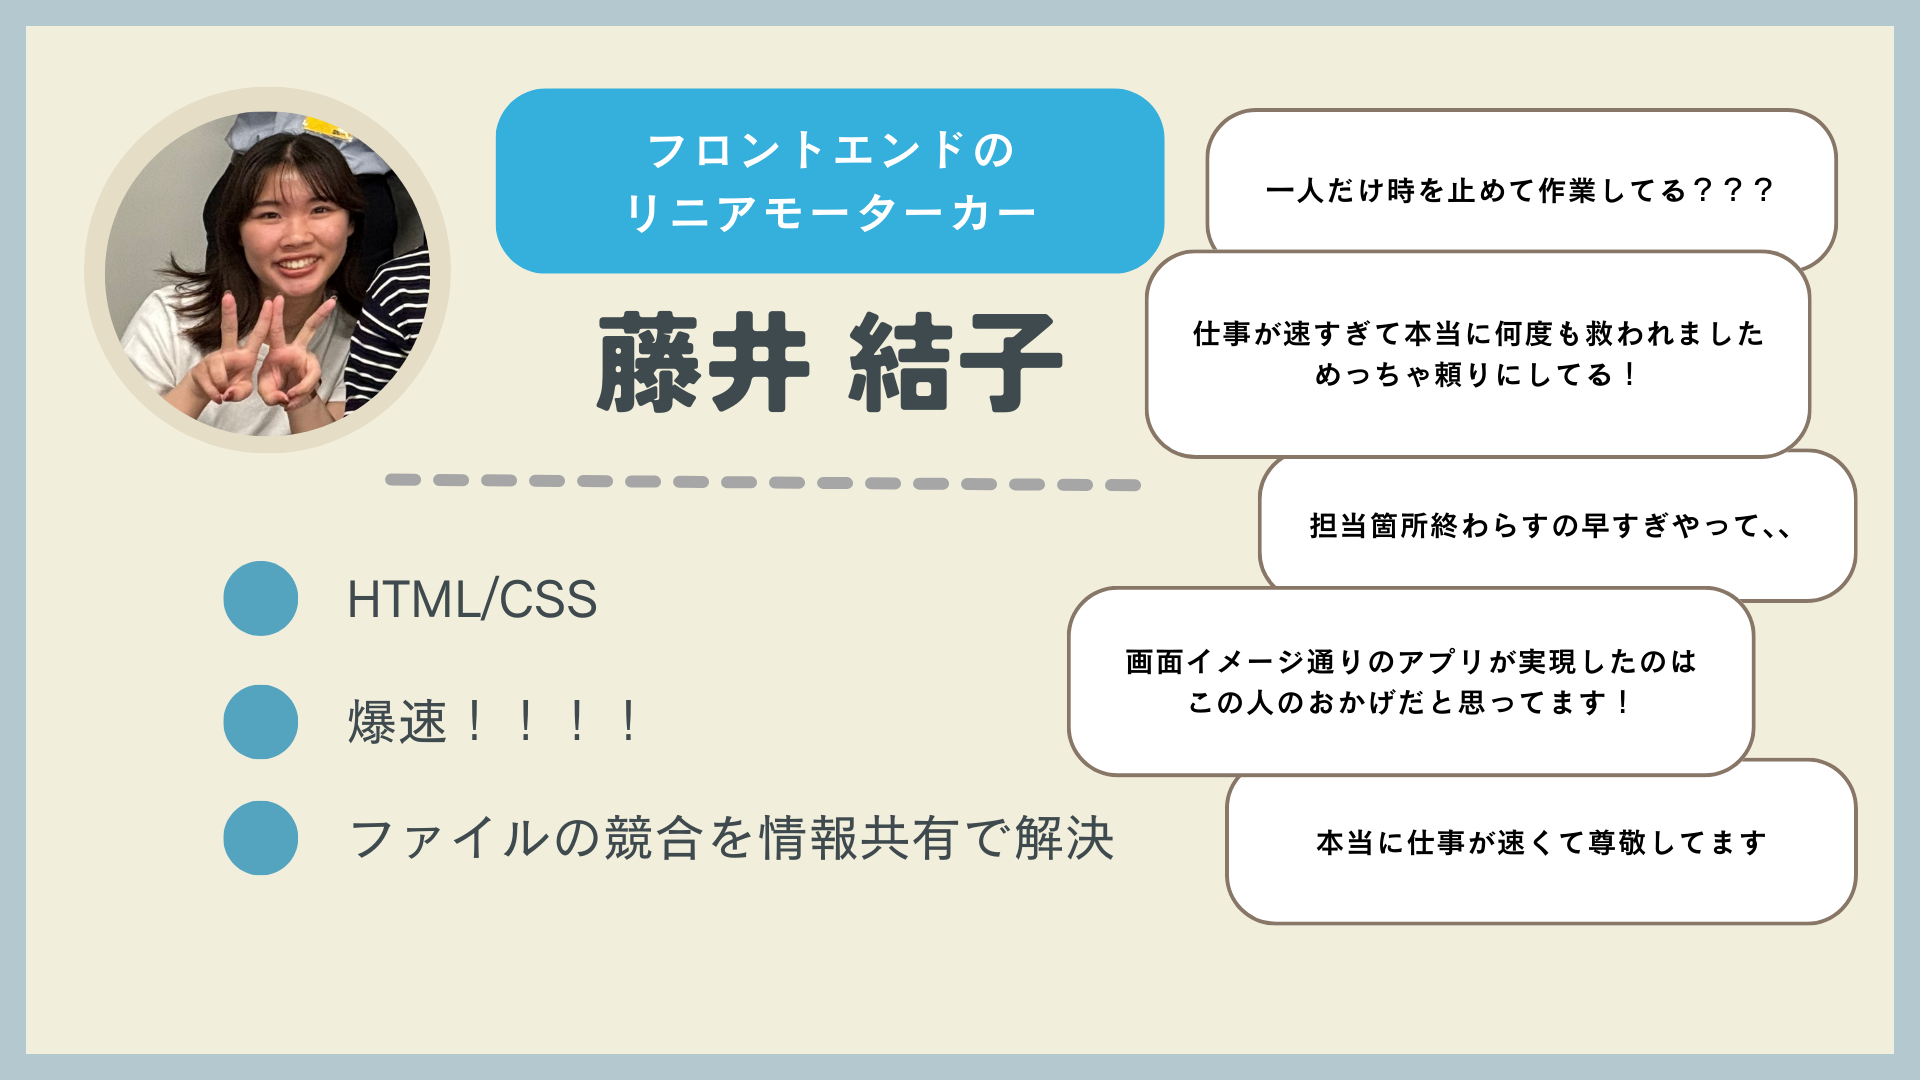 フロントエンドの
リニアモーターカー
藤井 結子
HTML/CSS
爆速！！！！
ファイルの競合を情報共有で解決
一人だけ時を止めて作業してる？？？
仕事が速すぎて本当に何度も救われました
めっちゃ頼りにしてる！
担当箇所終わらすの早すぎやって、、
画面イメージ通りのアプリが実現したのは
この人のおかげだと思ってます！
本当に仕事が速くて尊敬してます